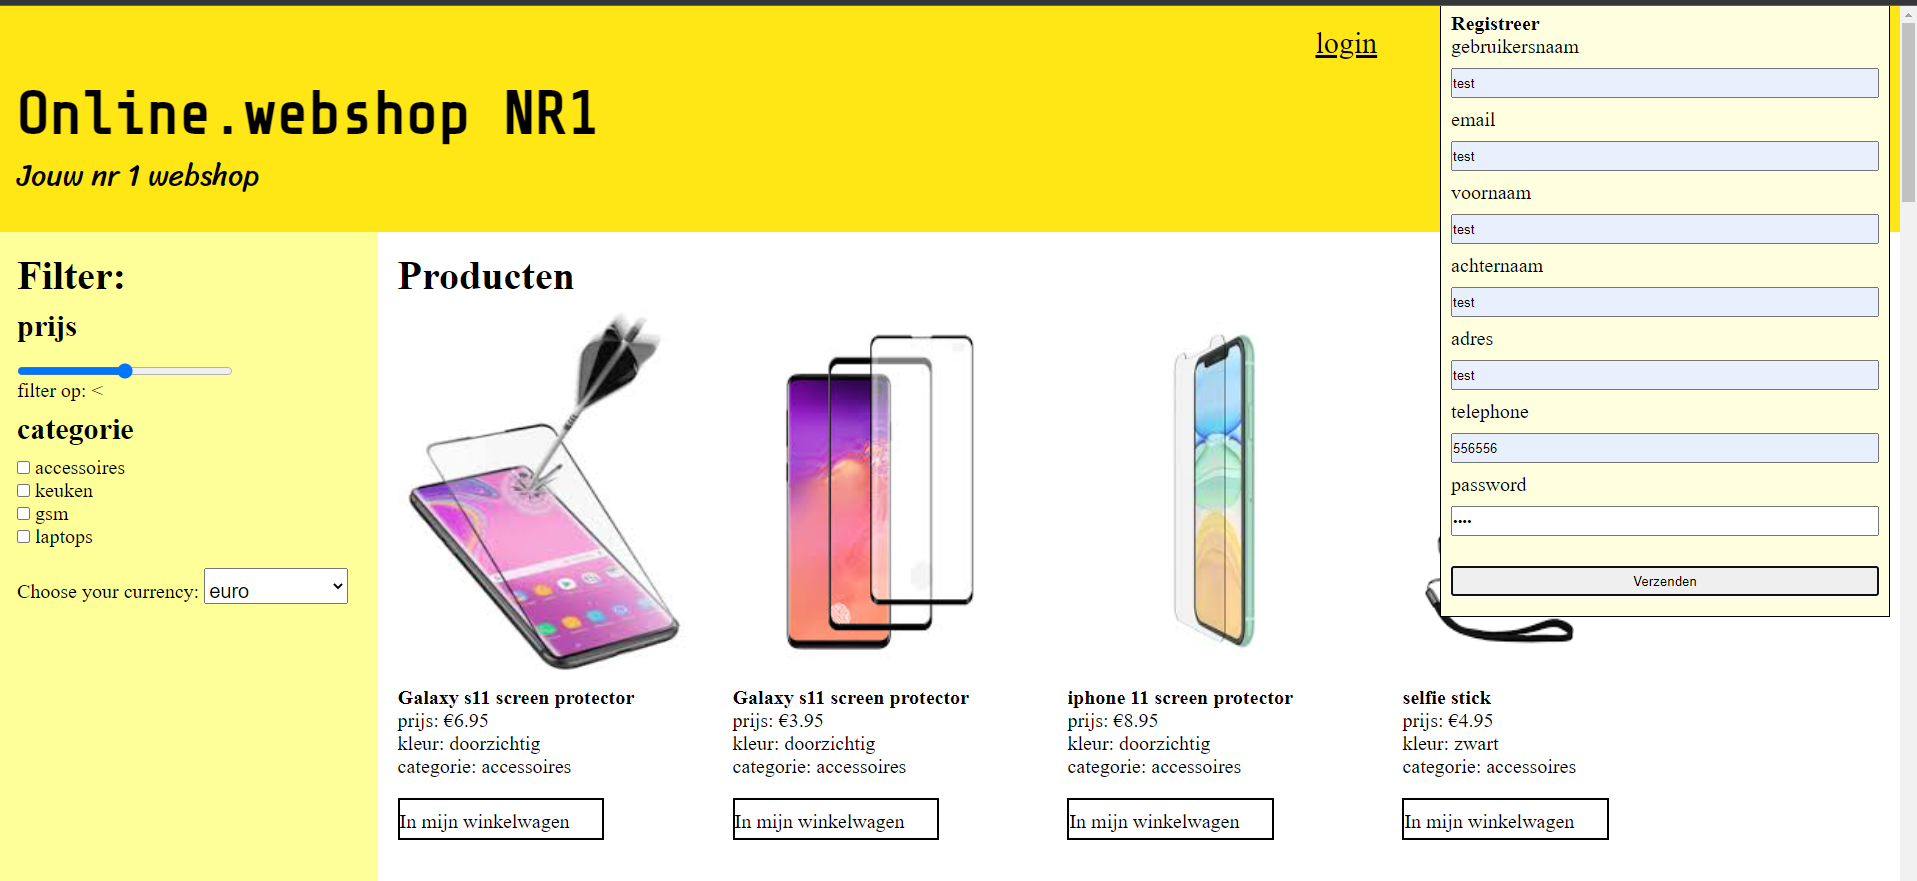 login
Online.webshop NR1
Jouw nr 1 webshop
Registreer
gebruikersnaam
test
email
test
voornaam
test
achternaam
test
adres
test
telephone
556556
password
••••
Verzenden
Filter:
prijs
filter op: <
categorie
accessoires
keuken
gsm
laptops
Choose your currency: euro
Producten
Galaxy s11 screen protector
prijs: €6.95
kleur: doorzichtig
categorie: accessoires
In mijn winkelwagen
Galaxy s11 screen protector
prijs: €3.95
kleur: doorzichtig
categorie: accessoires
In mijn winkelwagen
iphone 11 screen protector
prijs: €8.95
kleur: doorzichtig
categorie: accessoires
In mijn winkelwagen
selfie stick
prijs: €4.95
kleur: zwart
categorie: accessoires
In mijn winkelwagen